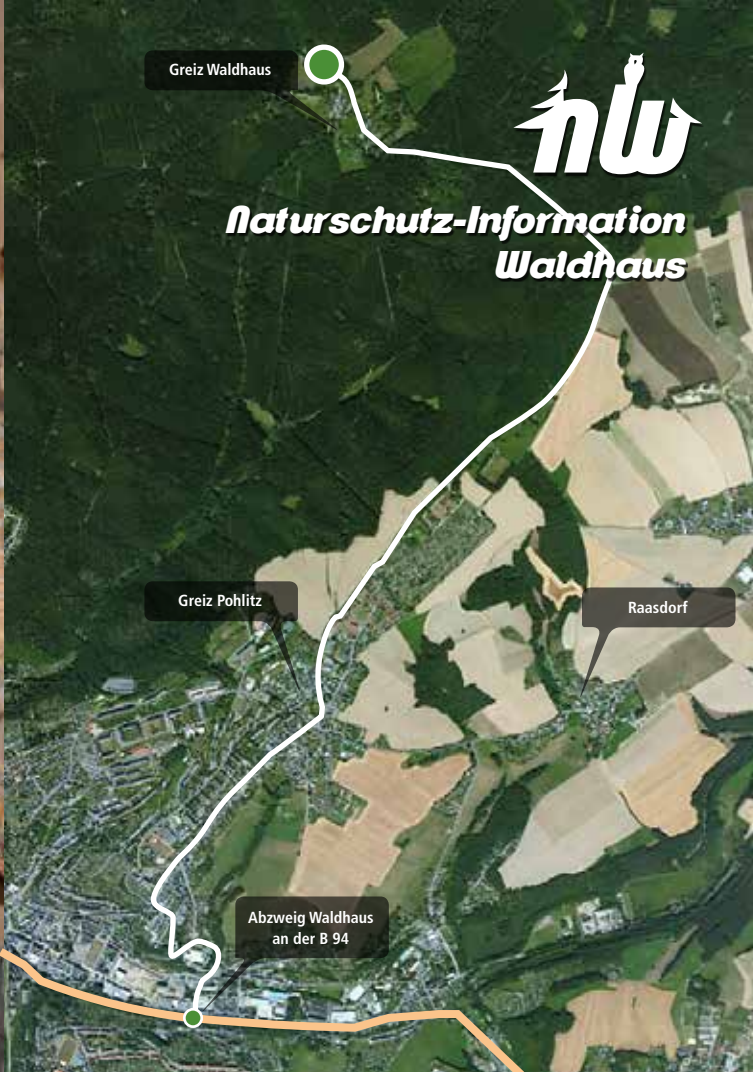 Greiz Waldhaus
nw
Naturschutz-Information
Waldhaus
Greiz Pohlitz
Raasdorf
Abzweig Waldhaus
an der B 94